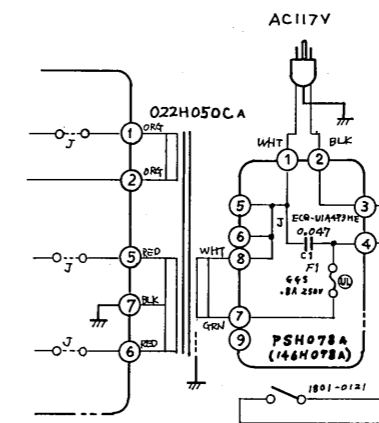 AC117V
022H050CA
WHT
BLK
1
ORG
J
ORG
2
1
2
3
4
5
6
8
7
9
J
ECQ-U1A473ME
0.047
C1
F1
G4S
.8A 250V
UL
WHT
GRN
5
RED
J
7
BLK
6
RED
J
PSH078A
(146H078A)
1801-0121